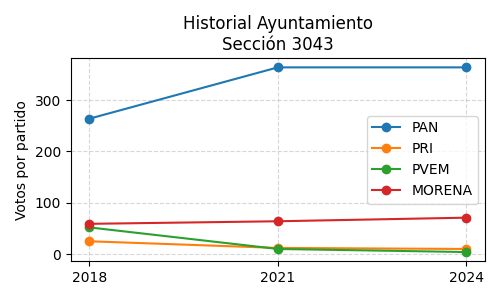 Historial Ayuntamiento
Sección 3043
Votos por partido
300
200
100
0
PAN
PRI
PVEM
MORENA
2018
2021
2024